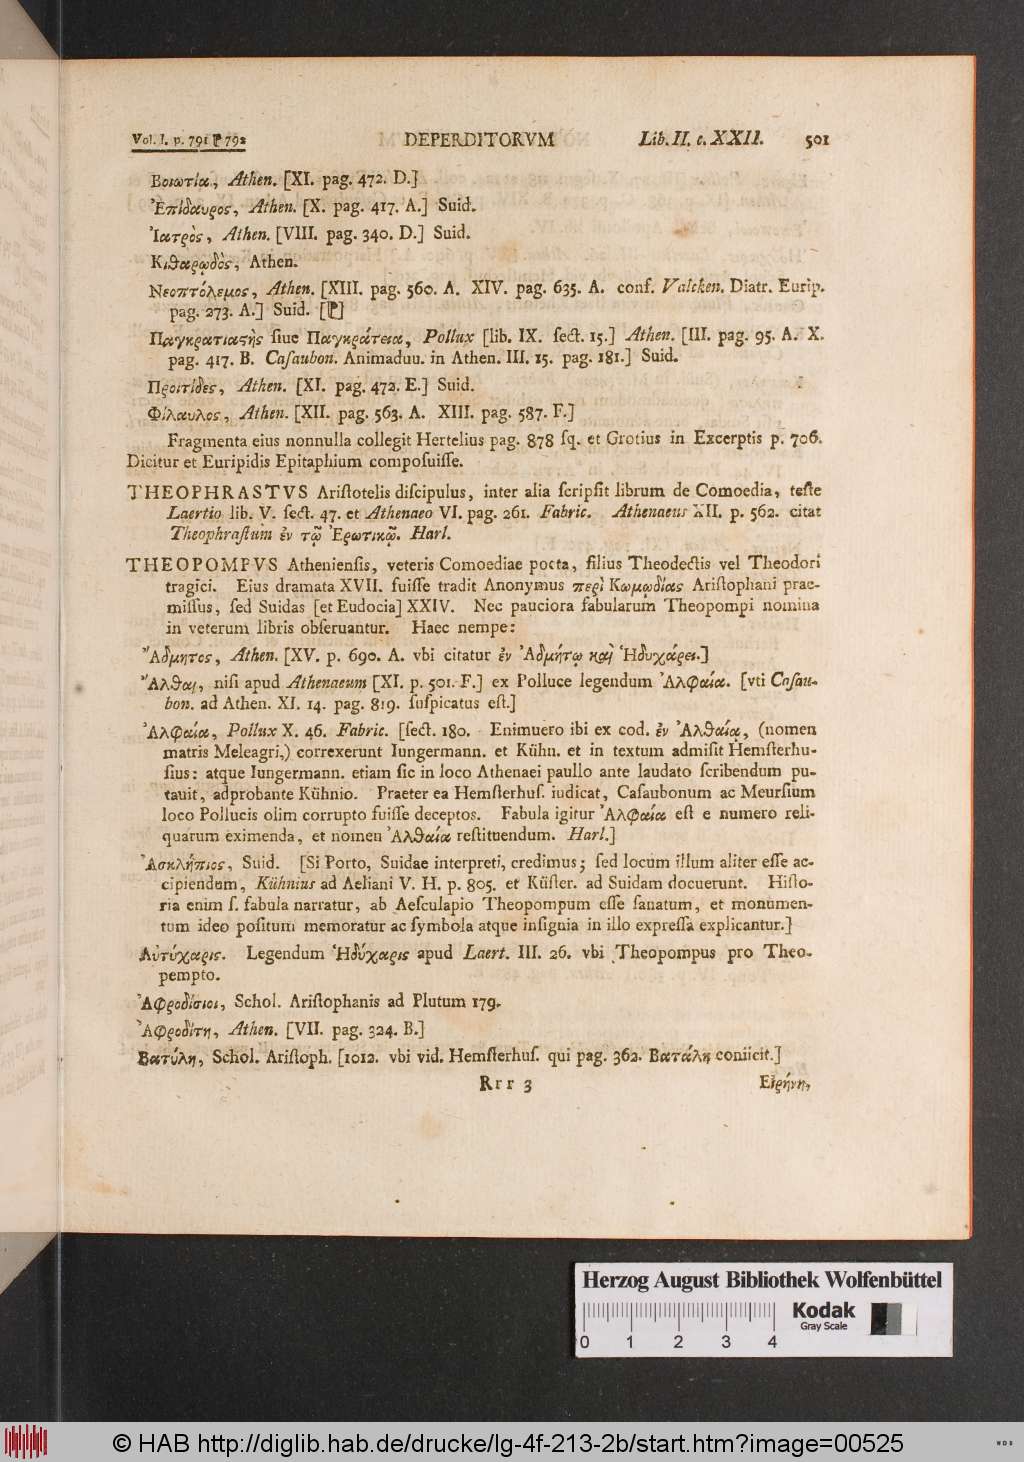 Vol. I. p. 791 ⁋ 792 DEPERDITORVM Lib. II. c. XXII. 501
Βοιωτία, Athen. [XI. pag. 472. D.]
Ἐπίδαυρος, Athen. [X. pag. 417. A.] Suid.
Ἰατρὸς, Athen. [VIII. pag. 340. D.] Suid.
Κιθαρῳδὸς, Athen.
Νεοπτόλεμος, Athen. [XIII. pag. 560. A. XIV. pag. 635. A. conf. Valcken. Diatr. Eurip.
pag. 273. A.] Suid. [⁋]
Παγκρατιαστὴς ſiue Παγκράτεια, Pollux [lib. IX. ſect. 15.] Athen. [III. pag. 95. A. X.
pag. 417. B. Caſaubon. Animaduu. in Athen. III. 15. pag. 181.] Suid.
Προιτίδες, Athen. [XI. pag. 472. E.] Suid.
Φίλαυλος, Athen. [XII. pag. 563. A. XIII. pag. 587. F.]
Fragmenta eius nonnulla collegit Hertelius pag. 878 ſq. et Grotius in Excerptis p. 706.
Dicitur et Euripidis Epitaphium compoſuiſſe.
THEOPHRASTVS Ariſtotelis diſcipulus, inter alia ſcripſit librum de Comoedia, teſte
Laertio lib. V. ſect. 47. et Athenaeo VI. pag. 261. Fabric. Athenaeus XII. p. 562. citat
Theophraſtum ἐν τῷ Ἐρωτικῷ. Harl.
THEOPOMPVS Athenienſis, veteris Comoediae poeta, filius Theodectis vel Theodori
tragici. Eius dramata XVII. fuiſſe tradit Anonymus περὶ Κωμῳδίας Ariſtophani prae-
miſſus, ſed Suidas [et Eudocia] XXIV. Nec pauciora fabularum Theopompi nomina
in veterum libris obſeruantur. Haec nempe:
Ἄδμητος, Athen. [XV. p. 690. A. vbi citatur ἐν Ἀδμήτῳ καὶ Ἡδυχάρει.]
Ἄλθαι, niſi apud Athenaeum [XI. p. 501. F.] ex Polluce legendum Ἀλφαία. [vti Caſau-
bon. ad Athen. XI. 14. pag. 819. ſuſpicatus eſt.]
Ἀλφαία, Pollux X. 46. Fabric. [ſect. 180. Enimuero ibi ex cod. ἐν Ἀλθαίᾳ, (nomen
matris Meleagri,) correxerunt Iungermann. et Kühn. et in textum admiſit Hemſterhu-
ſius: atque Iungermann. etiam ſic in loco Athenaei paullo ante laudato ſcribendum pu-
tauit, adprobante Kühnio. Praeter ea Hemſterhuſ. iudicat, Caſaubonum ac Meurſium
loco Pollucis olim corrupto fuiſſe deceptos. Fabula igitur Ἀλφαία eſt e numero reli-
quarum eximenda, et nomen Ἀλθαία reſtituendum. Harl.]
Ἀσκλήπιος, Suid. [Si Porto, Suidae interpreti, credimus; ſed locum illum aliter eſſe ac-
cipiendum, Kühnius ad Aeliani V. H. p. 805. et Küſter. ad Suidam docuerunt. Hiſto-
ria enim ſ. fabula narratur, ab Aeſculapio Theopompum eſſe ſanatum, et monumen-
tum ideo poſitum memoratur ac ſymbola atque inſignia in illo expreſſa explicantur.]
Αὐτύχαρις. Legendum Ἡδύχαρις apud Laert. III. 26. vbi Theopompus pro Theo-
pempto.
Ἀφροδίσιοι, Schol. Ariſtophanis ad Plutum 179.
Ἀφροδίτη, Athen. [VII. pag. 324. B.]
Βατύλη, Schol. Ariſtoph. [1012. vbi vid. Hemſterhuſ. qui pag. 362. Βατάλη coniicit.]
Rrr 3 Εἰρήνη,
Herzog August Bibliothek Wolfenbüttel
Kodak
Gray Scale
0 1 2 3 4
© HAB http://diglib.hab.de/drucke/lg-4f-213-2b/start.htm?image=00525